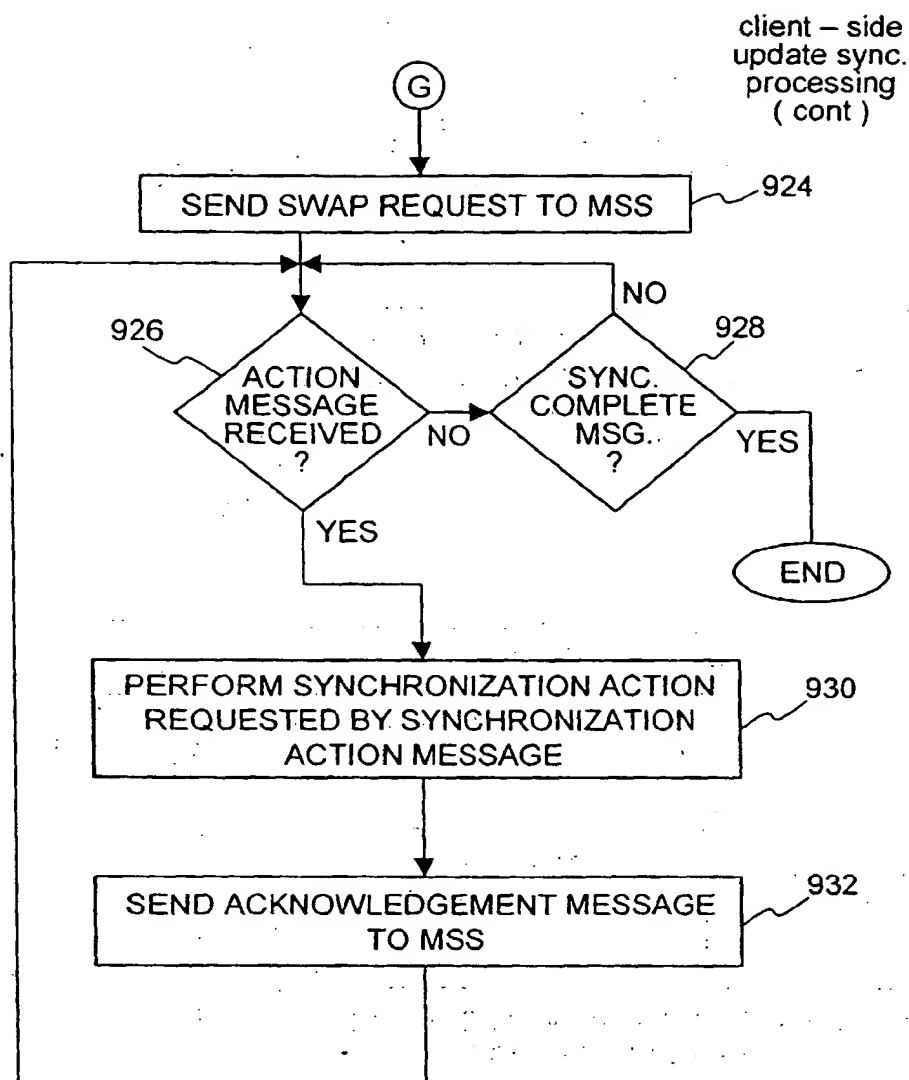 client – side
update sync.
processing
( cont )
G
924
SEND SWAP REQUEST TO MSS
NO
926
928
ACTION
MESSAGE
RECEIVED
?
NO
SYNC.
COMPLETE
MSG..
?
YES
YES
END
PERFORM SYNCHRONIZATION ACTION
REQUESTED BY SYNCHRONIZATION
ACTION MESSAGE
930
SEND ACKNOWLEDGEMENT MESSAGE
TO MSS
932